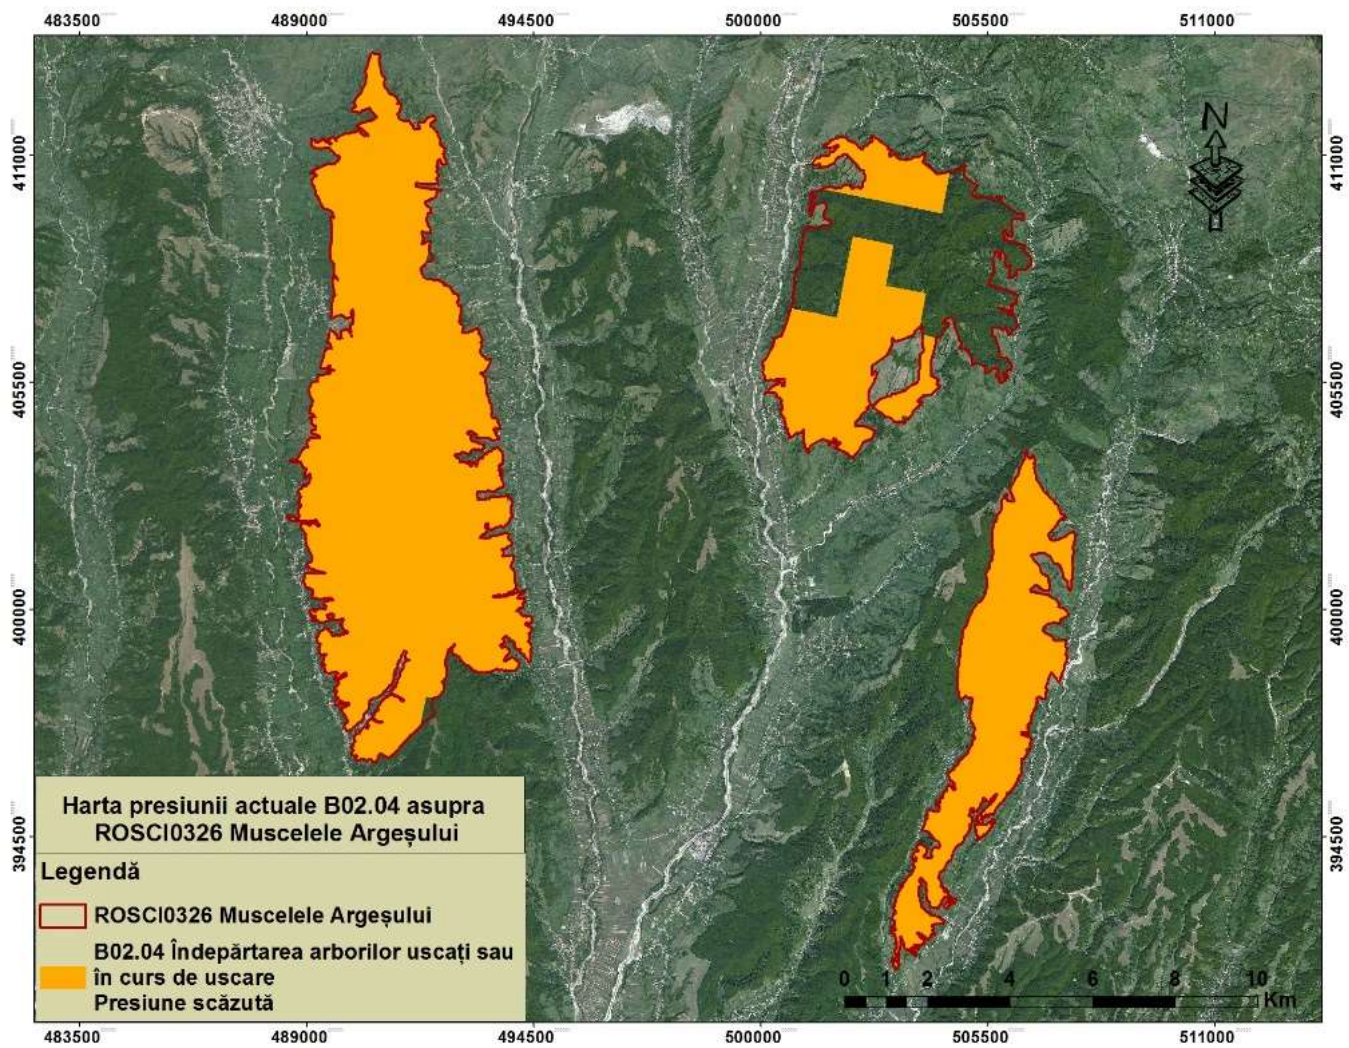 483500 489000 494500 500000 505500 511000
N
411000 411000
405500 405500
400000 400000
394500 394500
Harta presiunii actuale B02.04 asupra
ROSCI0326 Muscelele Argeșului
Legendă
ROSCI0326 Muscelele Argeșului
B02.04 Îndepărtarea arborilor uscați sau
în curs de uscare
Presiune scăzută
0 1 2 4 6 8 10
Km
483500 489000 494500 500000 505500 511000